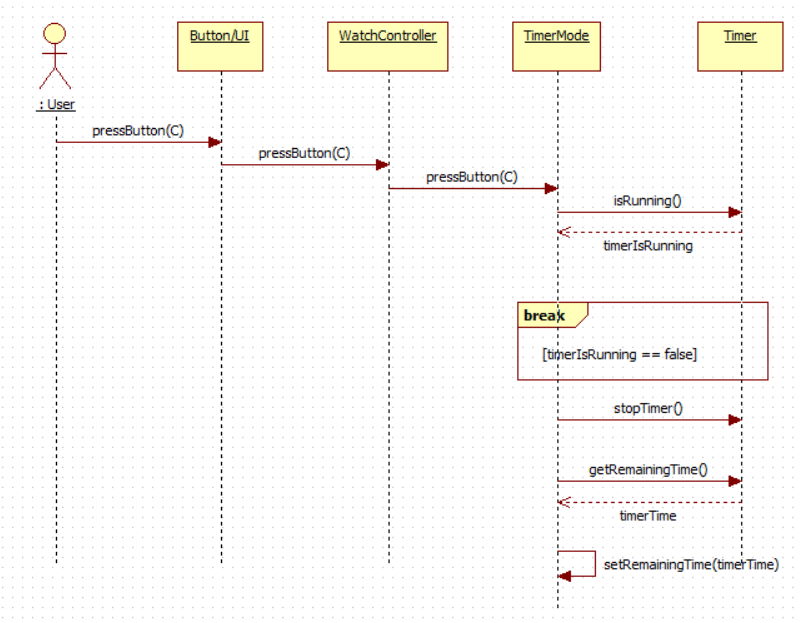 Button/UI
WatchController
TimerMode
Timer
: User
pressButton(C)
pressButton(C)
pressButton(C)
isRunning()
timerIsRunning
break
[timerIsRunning == false]
stopTimer()
getRemainingTime()
timerTime
setRemainingTime(timerTime)